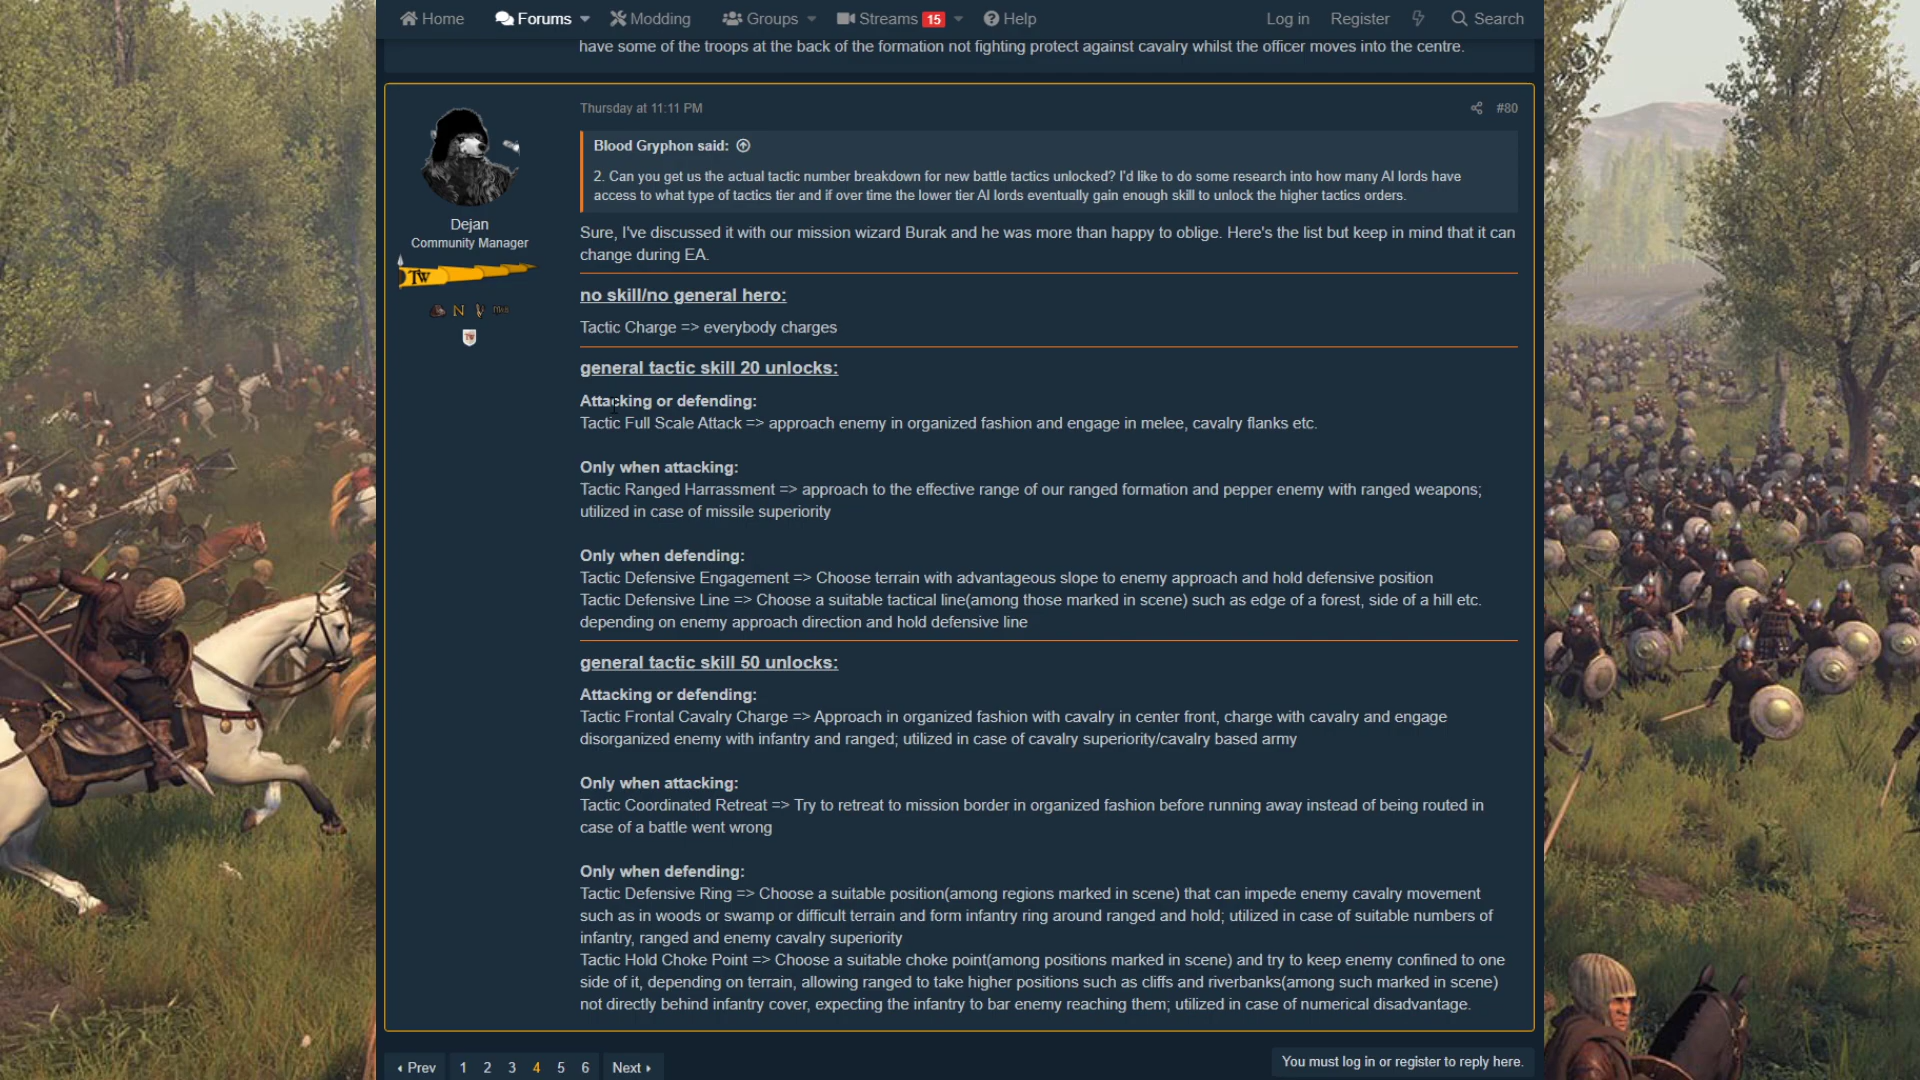 Home
Forums
Modding
Groups
Streams 15
Help
Log in
Register
Search
have some of the troops at the back of the formation not fighting protect against cavalry whilst the officer moves into the centre.
Thursday at 11:11 PM
#80
Dejan
Community Manager
TW
N
Blood Gryphon said:
2. Can you get us the actual tactic number breakdown for new battle tactics unlocked? I'd like to do some research into how many AI lords have
access to what type of tactics tier and if over time the lower tier AI lords eventually gain enough skill to unlock the higher tactics orders.
Sure, I've discussed it with our mission wizard Burak and he was more than happy to oblige. Here's the list but keep in mind that it can
change during EA.
no skill/no general hero:
Tactic Charge => everybody charges
general tactic skill 20 unlocks:
Attacking or defending:
Tactic Full Scale Attack => approach enemy in organized fashion and engage in melee, cavalry flanks etc.
Only when attacking:
Tactic Ranged Harrassment => approach to the effective range of our ranged formation and pepper enemy with ranged weapons;
utilized in case of missile superiority
Only when defending:
Tactic Defensive Engagement => Choose terrain with advantageous slope to enemy approach and hold defensive position
Tactic Defensive Line => Choose a suitable tactical line(among those marked in scene) such as edge of a forest, side of a hill etc.
depending on enemy approach direction and hold defensive line
general tactic skill 50 unlocks:
Attacking or defending:
Tactic Frontal Cavalry Charge => Approach in organized fashion with cavalry in center front, charge with cavalry and engage
disorganized enemy with infantry and ranged; utilized in case of cavalry superiority/cavalry based army
Only when attacking:
Tactic Coordinated Retreat => Try to retreat to mission border in organized fashion before running away instead of being routed in
case of a battle went wrong
Only when defending:
Tactic Defensive Ring => Choose a suitable position(among regions marked in scene) that can impede enemy cavalry movement
such as in woods or swamp or difficult terrain and form infantry ring around ranged and hold; utilized in case of suitable numbers of
infantry, ranged and enemy cavalry superiority
Tactic Hold Choke Point => Choose a suitable choke point(among positions marked in scene) and try to keep enemy confined to one
side of it, depending on terrain, allowing ranged to take higher positions such as cliffs and riverbanks(among such marked in scene)
not directly behind infantry cover, expecting the infantry to bar enemy reaching them; utilized in case of numerical disadvantage.
Prev 1 2 3 4 5 6 Next
You must log in or register to reply here.